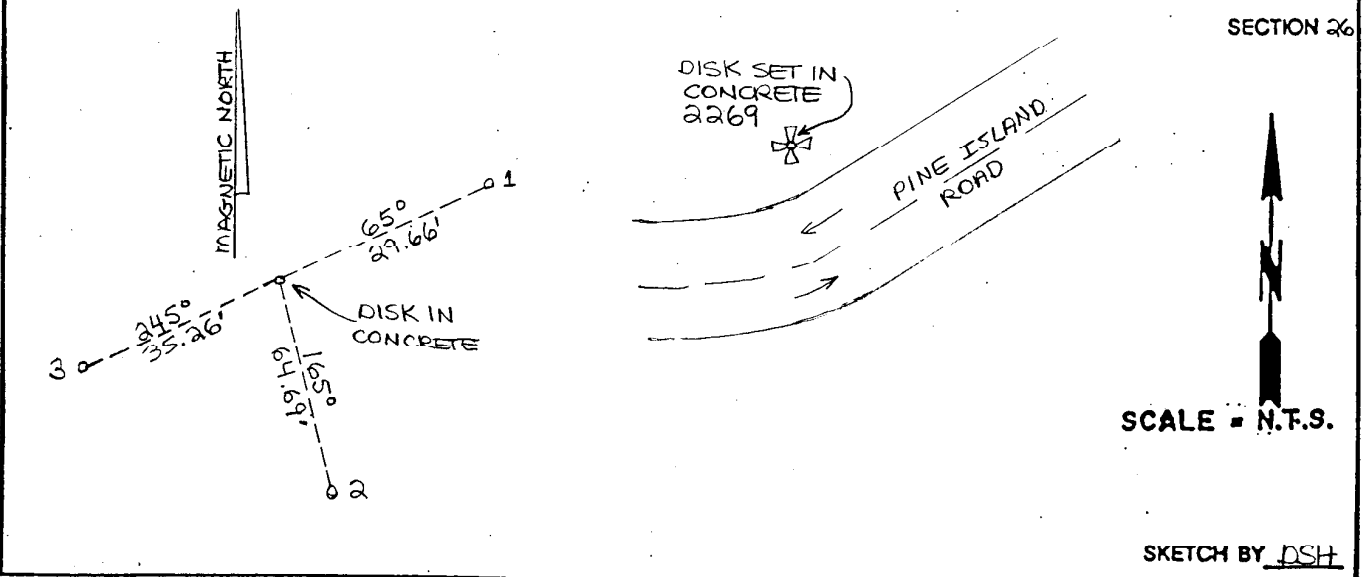 SECTION 26
MAGNETIC NORTH
DISK SET IN
CONCRETE
2269
PINE ISLAND
ROAD
1
65°
29.66'
DISK IN
CONCRETE
245°
35.26'
3
165°
64.69'
2
N
SCALE = N.T.S.
SKETCH BY DSH